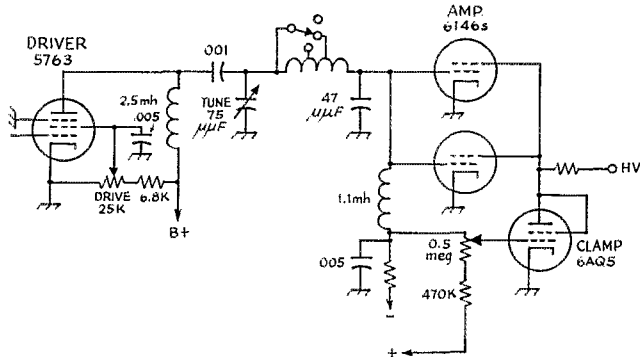 AMP.
6146s
DRIVER
5763
.001
2.5mh
.005
TUNE
75
μμF
47
μμF
HV
1.1mh
DRIVE
25K
6.8K
B+
0.5
meg
CLAMP
6AQ5
.005
470K
-
+